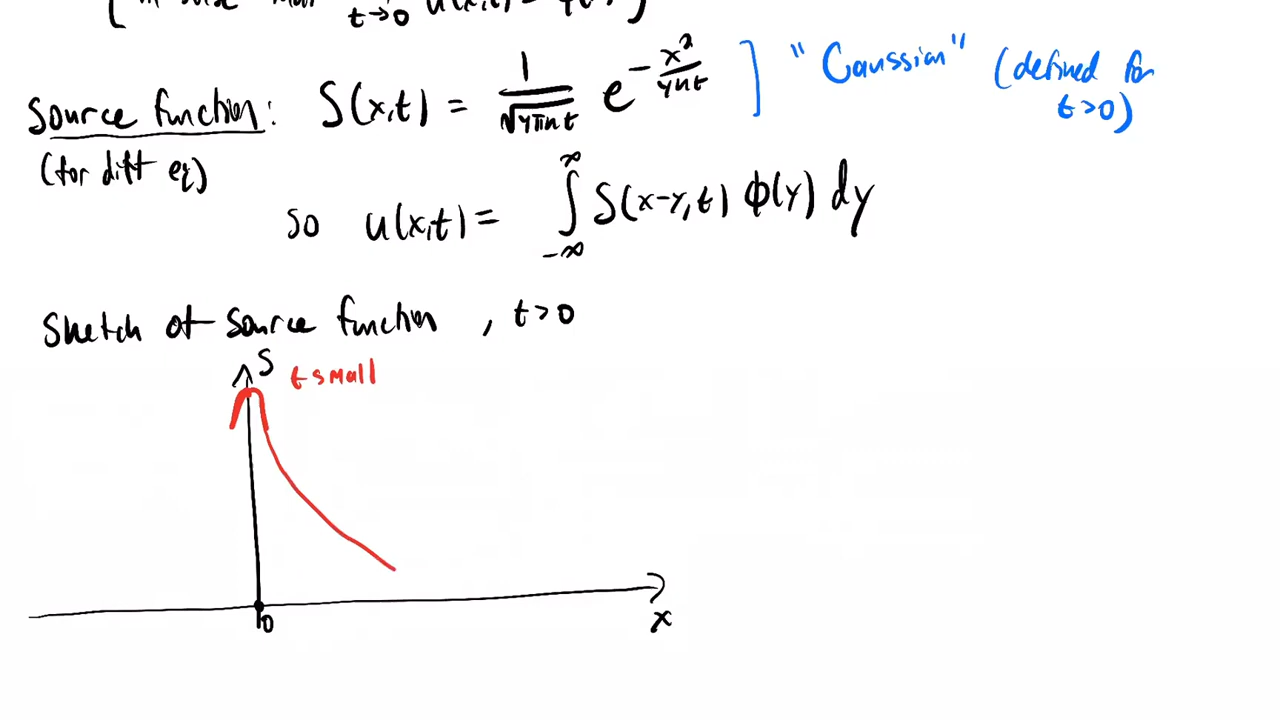 t→0
Source function: S(x,t) = 1/√4πkt e^(-x²/4kt) ] "Gaussian" (defined for t>0)
(for diff eq)
so u(x,t) = ∫_{-∞}^{∞} S(x-y,t) φ(y) dy
Sketch of source function , t>0
S t small
0
x